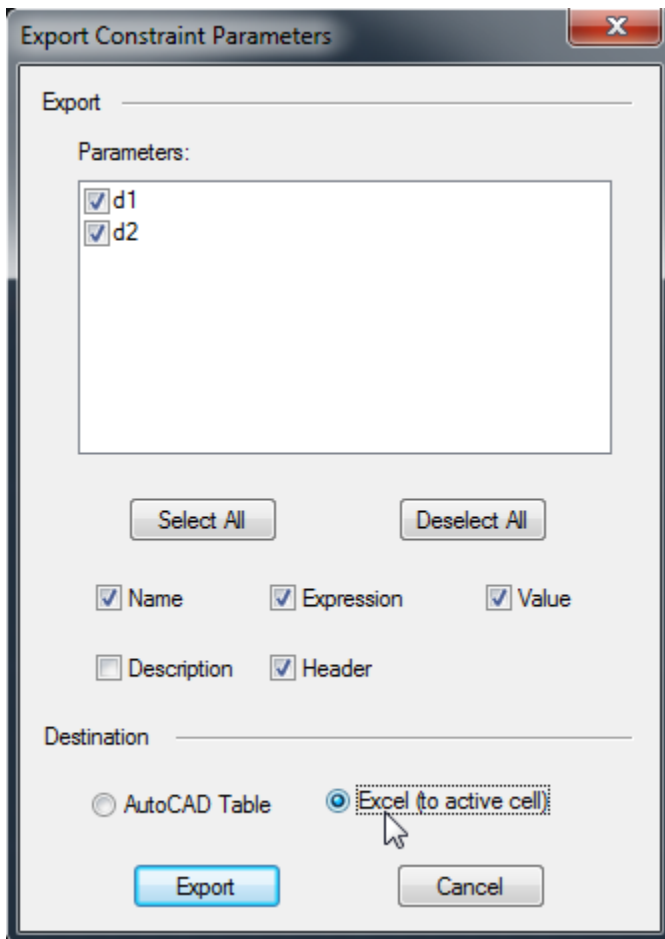 Export Constraint Parameters
Export
Parameters:
d1
d2
Select All Deselect All
Name Expression Value
Description Header
Destination
AutoCAD Table Excel (to active cell)
Export Cancel